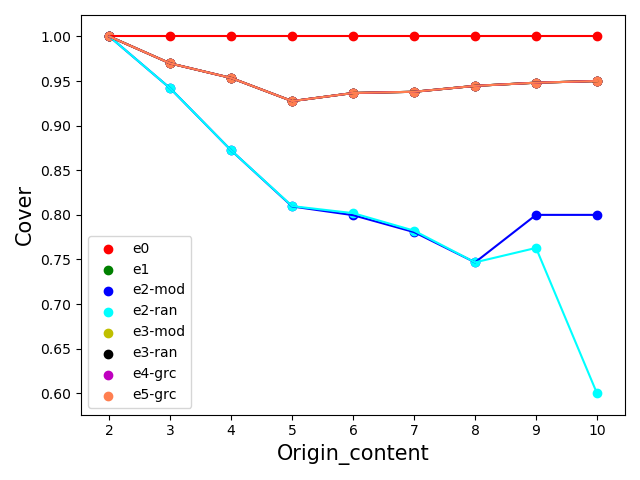 Cover
1.00
0.95
0.90
0.85
0.80
0.75
0.70
0.65
0.60
e0
e1
e2-mod
e2-ran
e3-mod
e3-ran
e4-grc
e5-grc
2 3 4 5 6 7 8 9 10
Origin_content